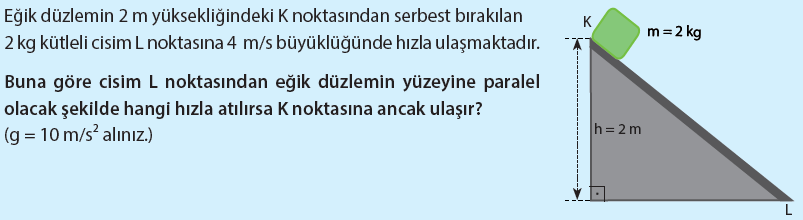 Eğik düzlemin 2 m yüksekliğindeki K noktasından serbest bırakılan
2 kg kütleli cisim L noktasına 4 m/s büyüklüğünde hızla ulaşmaktadır.
Buna göre cisim L noktasından eğik düzlemin yüzeyine paralel
olacak şekilde hangi hızla atılırsa K noktasına ancak ulaşır?
(g = 10 m/s² alınız.)
K
m = 2 kg
h = 2 m
L